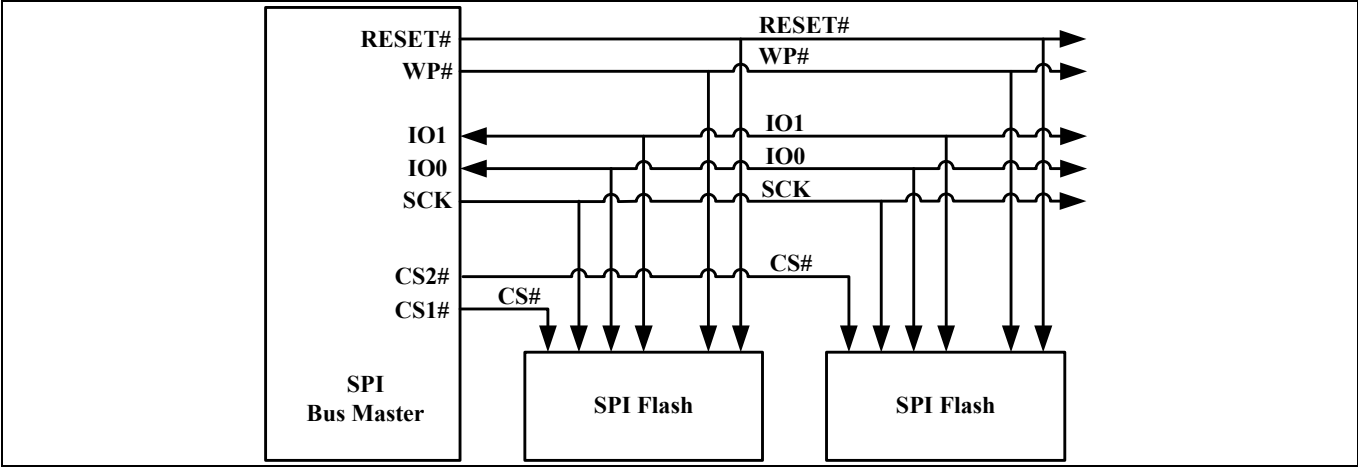 RESET# RESET#
WP# WP#
IO1 IO1
IO0 IO0
SCK SCK
CS2# CS#
CS1# CS#
SPI
Bus Master
SPI Flash SPI Flash